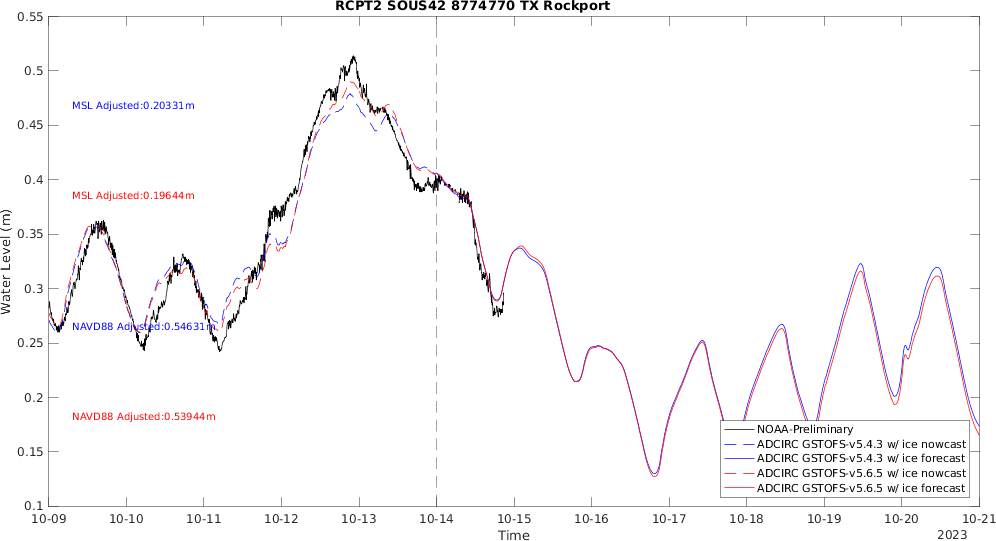 RCPT2 SOUS42 8774770 TX Rockport
0.55
0.5
0.45
0.4
0.35
0.3
0.25
0.2
0.15
0.1
Water Level (m)
MSL Adjusted:0.20331m
MSL Adjusted:0.19644m
NAVD88 Adjusted:0.54631m
NAVD88 Adjusted:0.53944m
NOAA-Preliminary
ADCIRC GSTOFS-v5.4.3 w/ ice nowcast
ADCIRC GSTOFS-v5.4.3 w/ ice forecast
ADCIRC GSTOFS-v5.6.5 w/ ice nowcast
ADCIRC GSTOFS-v5.6.5 w/ ice forecast
10-09 10-10 10-11 10-12 10-13 10-14 10-15 10-16 10-17 10-18 10-19 10-20 10-21
Time
2023